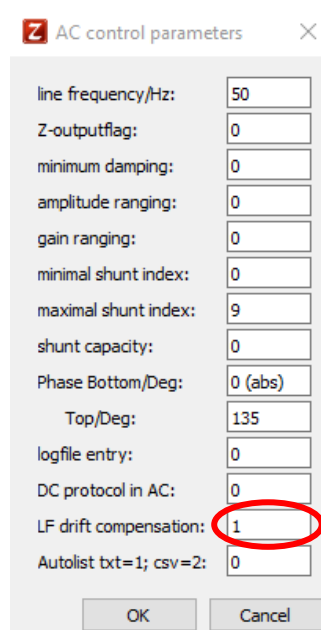 Z AC control parameters
line frequency/Hz: 50
Z-outputflag: 0
minimum damping: 0
amplitude ranging: 0
gain ranging: 0
minimal shunt index: 0
maximal shunt index: 9
shunt capacity: 0
Phase Bottom/Deg: 0 (abs)
Top/Deg: 135
logfile entry: 0
DC protocol in AC: 0
LF drift compensation: 1
Autolist txt=1; csv=2: 0
OK Cancel